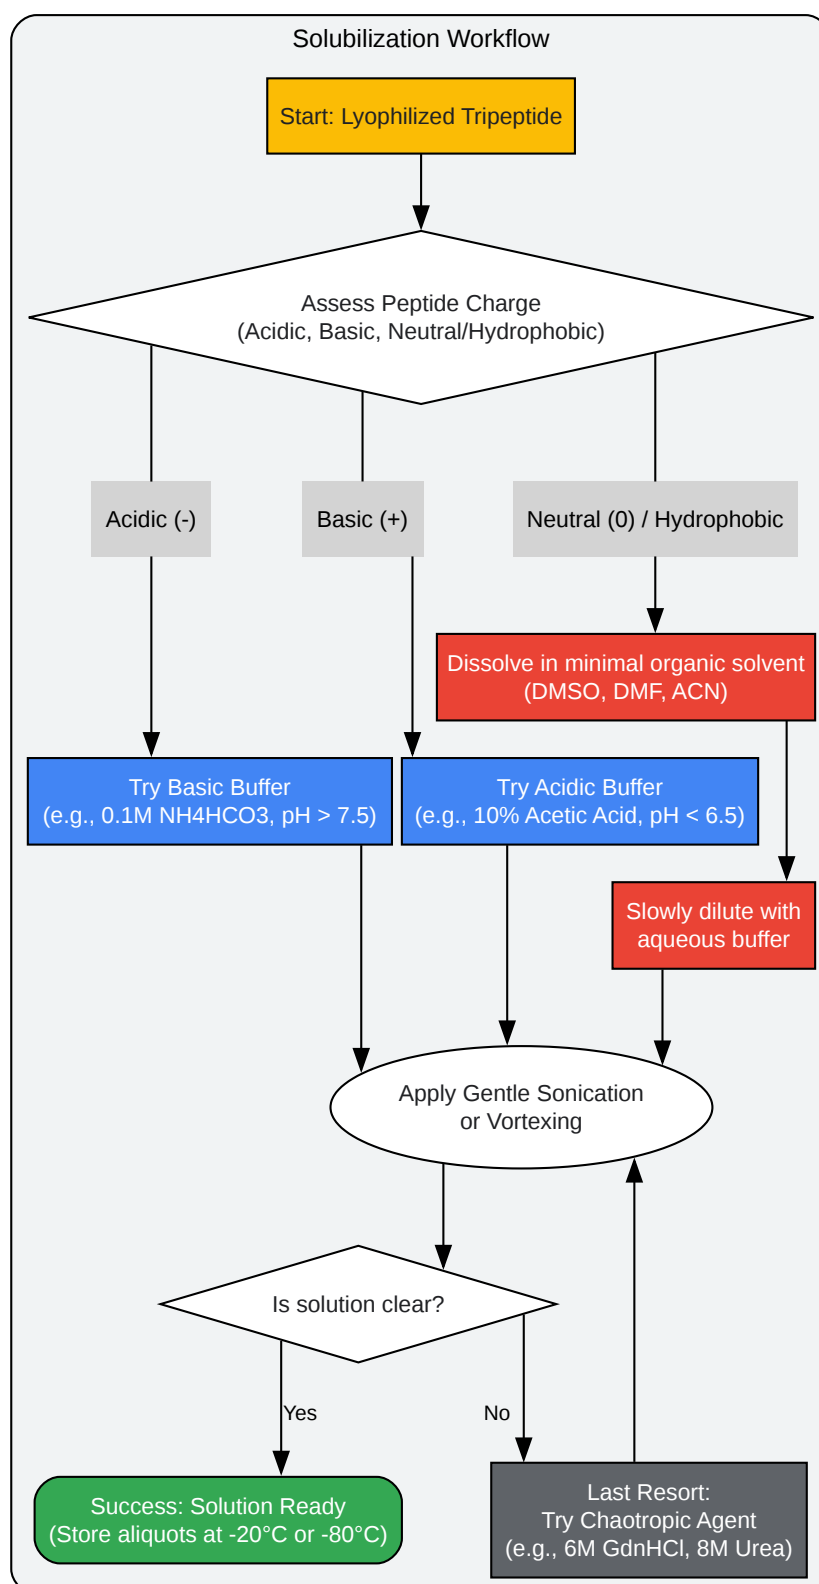 Solubilization Workflow
Start: Lyophilized Tripeptide
Assess Peptide Charge
(Acidic, Basic, Neutral/Hydrophobic)
Acidic (-)
Basic (+)
Neutral (0) / Hydrophobic
Dissolve in minimal organic solvent
(DMSO, DMF, ACN)
Try Basic Buffer
(e.g., 0.1M NH4HCO3, pH > 7.5)
Try Acidic Buffer
(e.g., 10% Acetic Acid, pH < 6.5)
Slowly dilute with
aqueous buffer
Apply Gentle Sonication
or Vortexing
Is solution clear?
Yes
No
Success: Solution Ready
(Store aliquots at -20°C or -80°C)
Last Resort:
Try Chaotropic Agent
(e.g., 6M GdnHCl, 8M Urea)